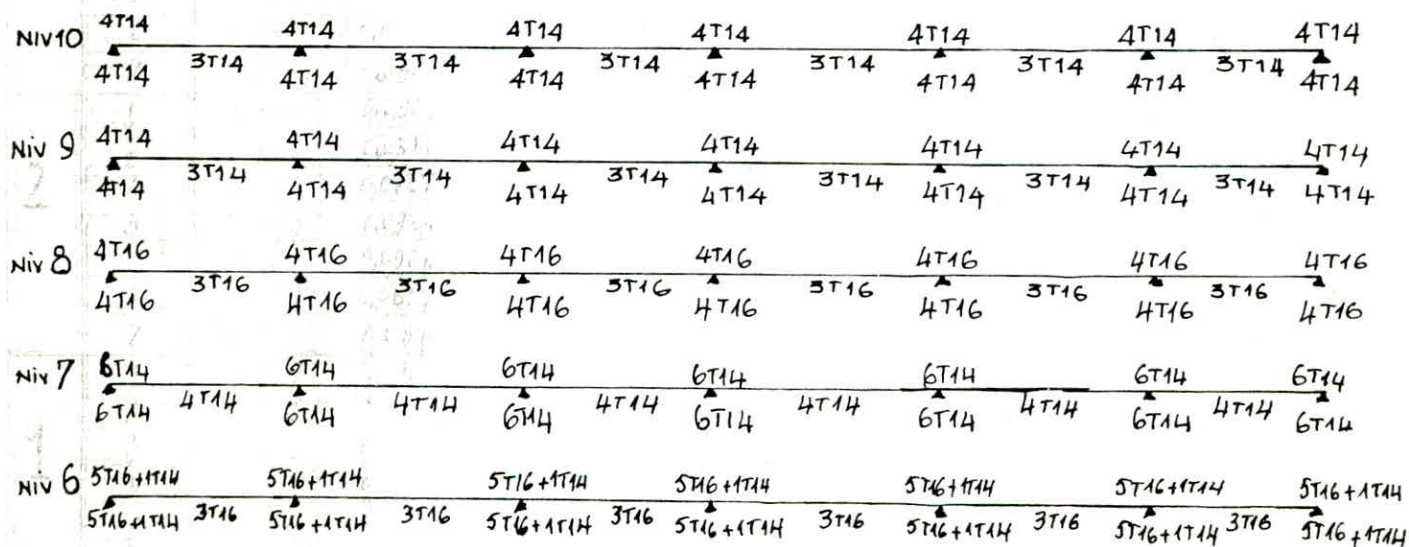 4T14 4T14 4T14 4T14 4T14 4T14 4T14
Niv10
3T14 3T14 3T14 3T14 3T14 3T14
4T14 4T14 4T14 4T14 4T14 4T14 4T14
4T14 4T14 4T14 4T14 4T14 4T14 4T14
Niv 9
3T14 3T14 3T14 3T14 3T14 3T14
4T14 4T14 4T14 4T14 4T14 4T14 4T14
4T16 4T16 4T16 4T16 4T16 4T16 4T16
Niv 8
3T16 3T16 3T16 3T16 3T16 3T16
4T16 4T16 4T16 4T16 4T16 4T16 4T16
6T14 6T14 6T14 6T14 6T14 6T14 6T14
Niv 7
4T14 4T14 4T14 4T14 4T14 4T14
6T14 6T14 6T14 6T14 6T14 6T14 6T14
5T16+1T14 5T16+1T14 5T16+1T14 5T16+1T14 5T16+1T14 5T16+1T14 5T16+1T14
Niv 6
3T16 3T16 3T16 3T16 3T16 3T16
5T16+1T14 5T16+1T14 5T16+1T14 5T16+1T14 5T16+1T14 5T16+1T14 5T16+1T14